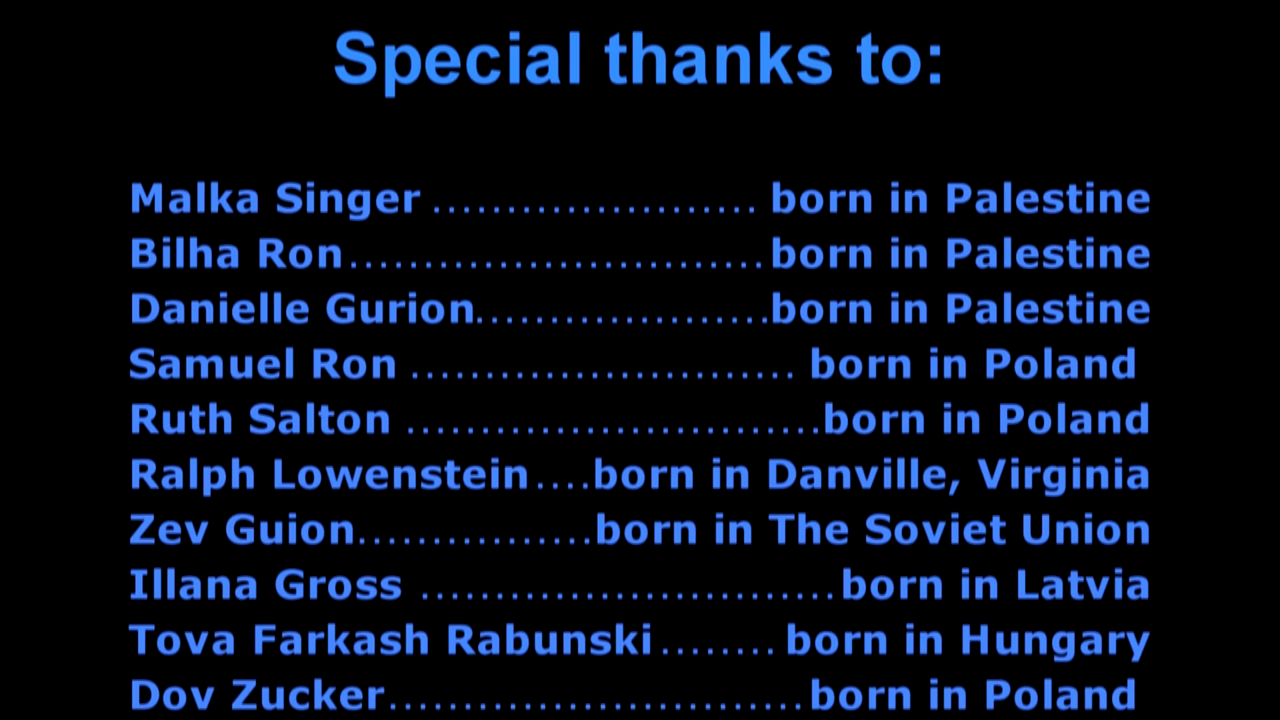 Special thanks to:
Malka Singer ...................... born in Palestine
Bilha Ron............................born in Palestine
Danielle Gurion....................born in Palestine
Samuel Ron .......................... born in Poland
Ruth Salton ............................born in Poland
Ralph Lowenstein....born in Danville, Virginia
Zev Guion................born in The Soviet Union
Illana Gross ............................born in Latvia
Tova Farkash Rabunski........ born in Hungary
Dov Zucker............................born in Poland